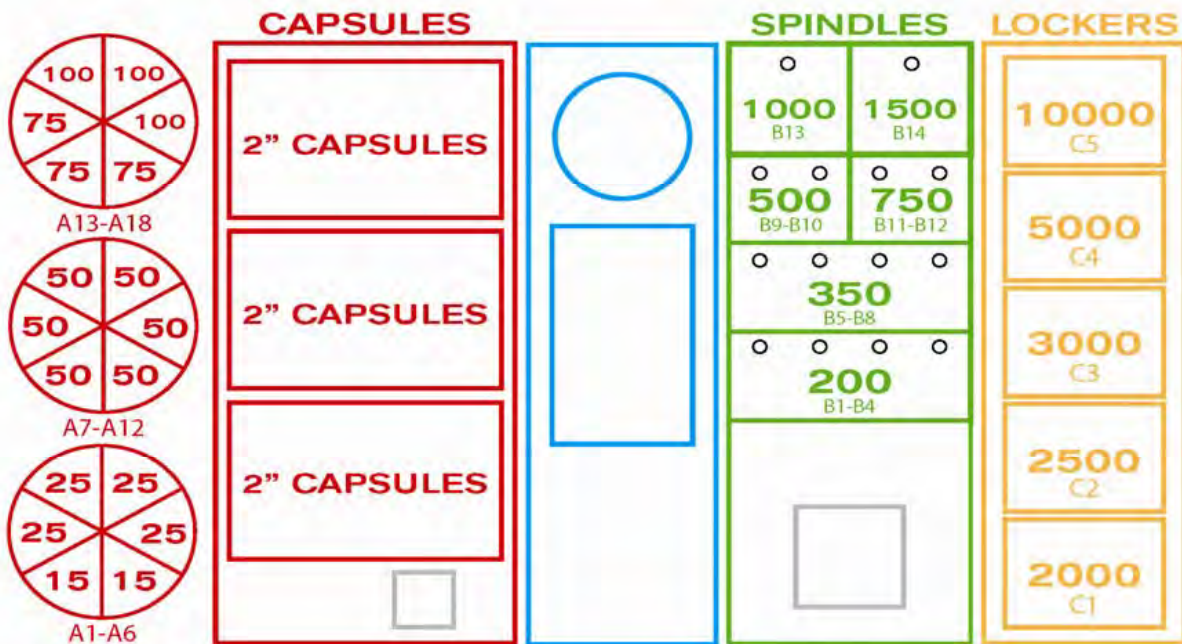 CAPSULES
SPINDLES
LOCKERS
100 100
75 100
75 75
A13-A18
50 50
50 50
50 50
A7-A12
25 25
25 25
15 15
A1-A6
2” CAPSULES
2” CAPSULES
2” CAPSULES
1000 1500
B13 B14
500 750
B9-B10 B11-B12
350
B5-B8
200
B1-B4
10000
C5
5000
C4
3000
C3
2500
C2
2000
C1